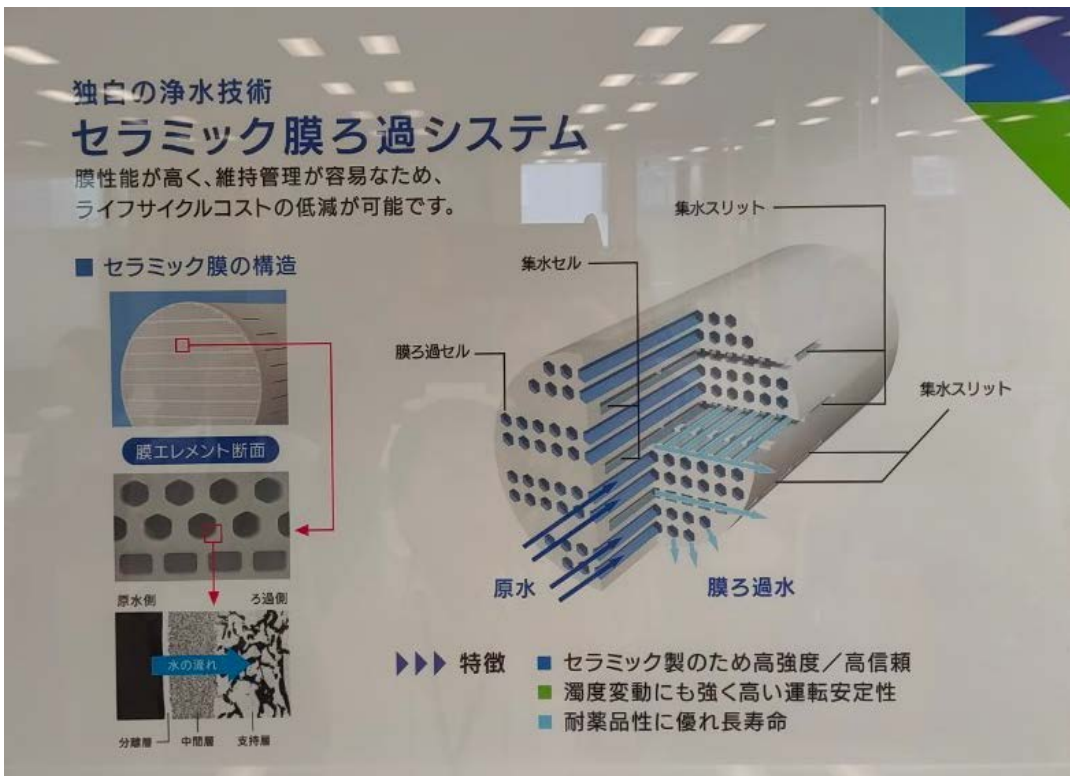 独自の浄水技術
セラミック膜ろ過システム
膜性能が高く、維持管理が容易なため、
ライフサイクルコストの低減が可能です。
■ セラミック膜の構造
膜エレメント断面
原水側
ろ過側
水の流れ
分離層
中間層
支持層
集水スリット
集水セル
膜ろ過セル
集水スリット
原水
膜ろ過水
特徴
■ セラミック製のため高強度／高信頼
■ 濁度変動にも強く高い運転安定性
■ 耐薬品性に優れ長寿命